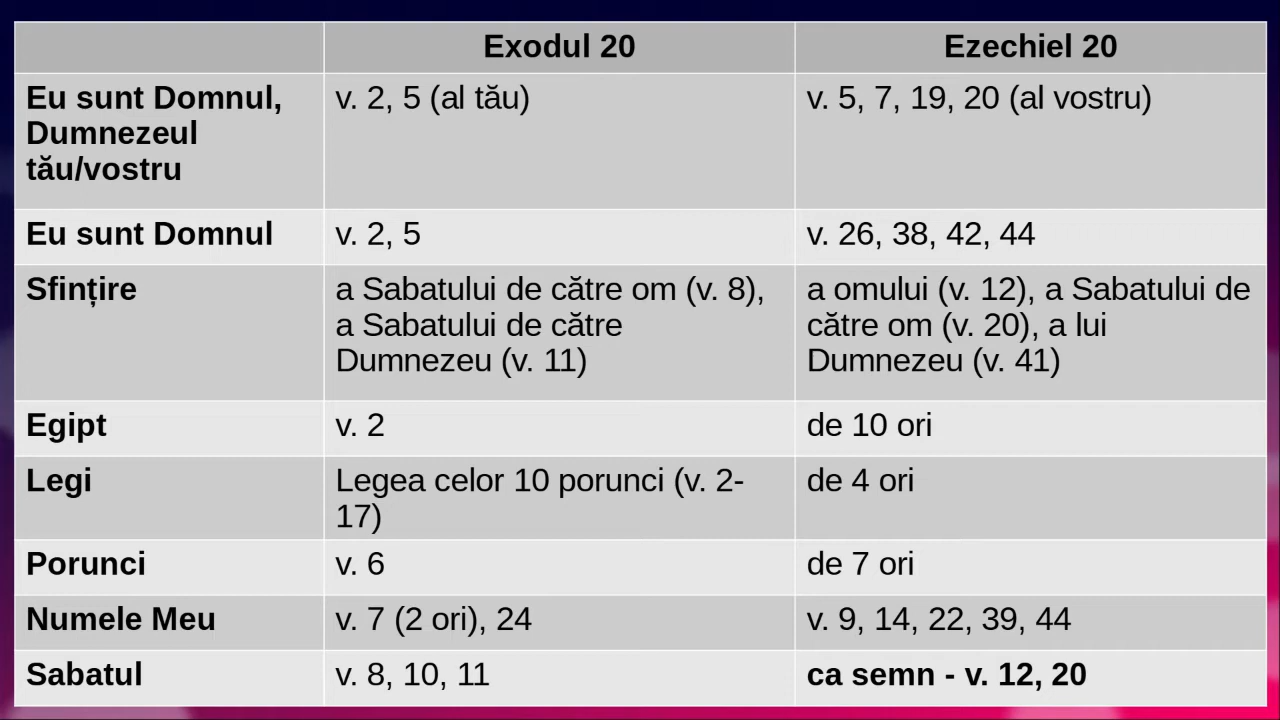 Exodul 20
Ezechiel 20
Eu sunt Domnul,
Dumnezeul
tău/vostru
v. 2, 5 (al tău)
v. 5, 7, 19, 20 (al vostru)
Eu sunt Domnul
v. 2, 5
v. 26, 38, 42, 44
Sfințire
a Sabatului de către om (v. 8),
a Sabatului de către
Dumnezeu (v. 11)
a omului (v. 12), a Sabatului de
către om (v. 20), a lui
Dumnezeu (v. 41)
Egipt
v. 2
de 10 ori
Legi
Legea celor 10 porunci (v. 2-
17)
de 4 ori
Porunci
v. 6
de 7 ori
Numele Meu
v. 7 (2 ori), 24
v. 9, 14, 22, 39, 44
Sabatul
v. 8, 10, 11
ca semn - v. 12, 20